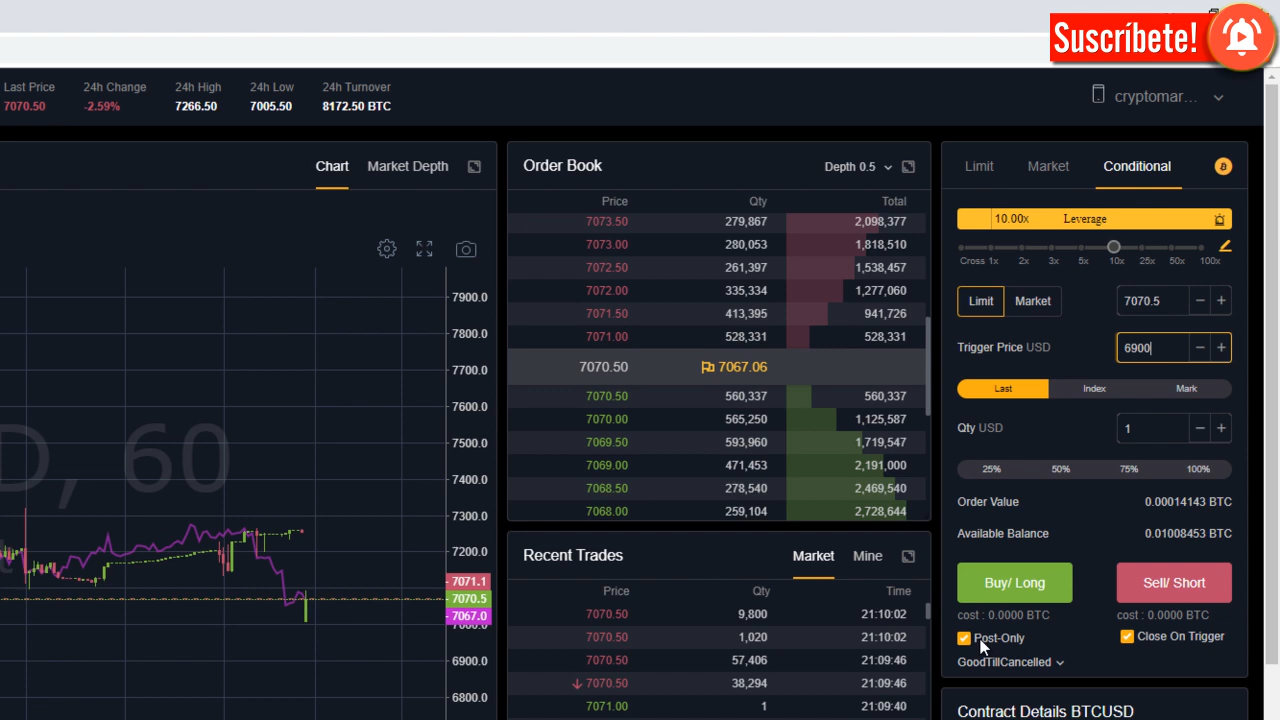 Suscríbete!
Last Price 24h Change 24h High 24h Low 24h Turnover
7070.50 -2.59% 7266.50 7005.50 8172.50 BTC
cryptomar...
Chart Market Depth
D, 60
7900.0
7800.0
7700.0
7600.0
7500.0
7400.0
7300.0
7200.0
7071.1
7070.5
7067.0
6900.0
6800.0
Order Book Depth 0.5
Price Qty Total
7073.50 279,867 2,098,377
7073.00 280,053 1,818,510
7072.50 261,397 1,538,457
7072.00 335,334 1,277,060
7071.50 413,395 941,726
7071.00 528,331 528,331
7070.50 7067.06
7070.50 560,337 560,337
7070.00 565,250 1,125,587
7069.50 593,960 1,719,547
7069.00 471,453 2,191,000
7068.50 278,540 2,469,540
7068.00 259,104 2,728,644
Recent Trades Market Mine
Price Qty Time
7070.50 9,800 21:10:02
7070.50 1,020 21:10:02
7070.50 57,406 21:09:46
7070.50 38,294 21:09:46
7071.00 1 21:09:40
Limit Market Conditional
10.00x Leverage
Cross 1x 2x 3x 5x 10x 25x 50x 100x
Limit Market 7070.5 − +
Trigger Price USD 6900 − +
Last Index Mark
Qty USD 1 − +
25% 50% 75% 100%
Order Value 0.00014143 BTC
Available Balance 0.01008453 BTC
Buy/ Long Sell/ Short
cost : 0.0000 BTC cost : 0.0000 BTC
Post-Only Close On Trigger
GoodTillCancelled
Contract Details BTCUSD